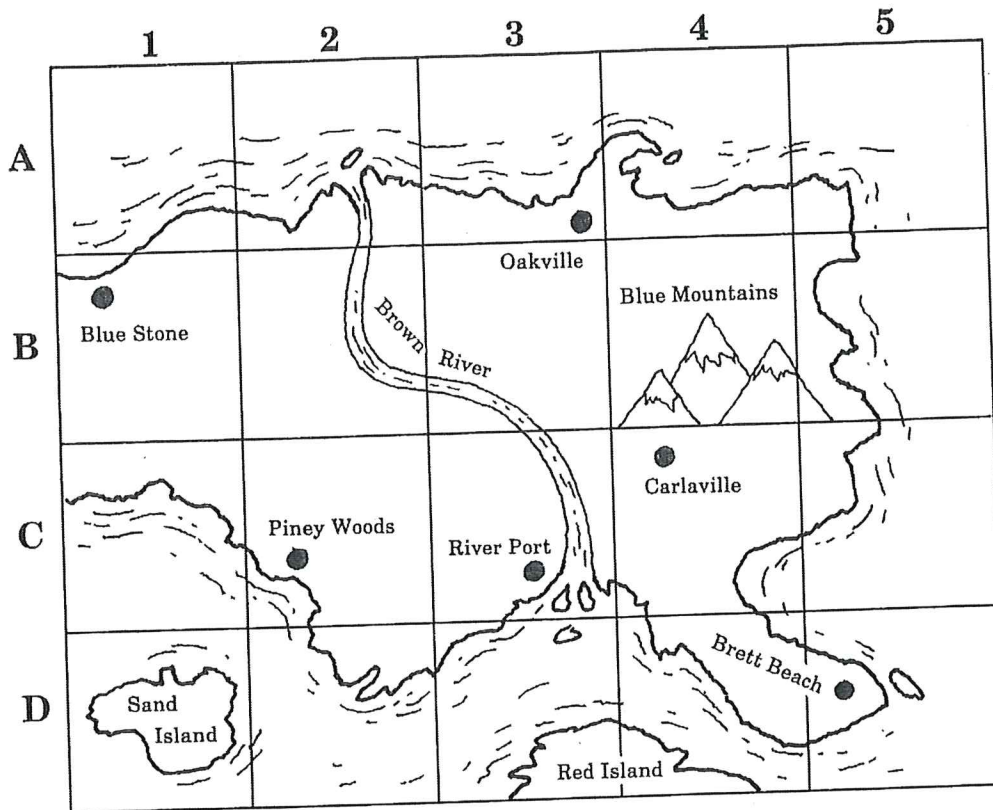 1 2 3 4 5
A
Oakville
Blue Mountains
Blue Stone
Brown River
B
Carlaville
Piney Woods
River Port
C
Brett Beach
Sand
Island
D
Red Island